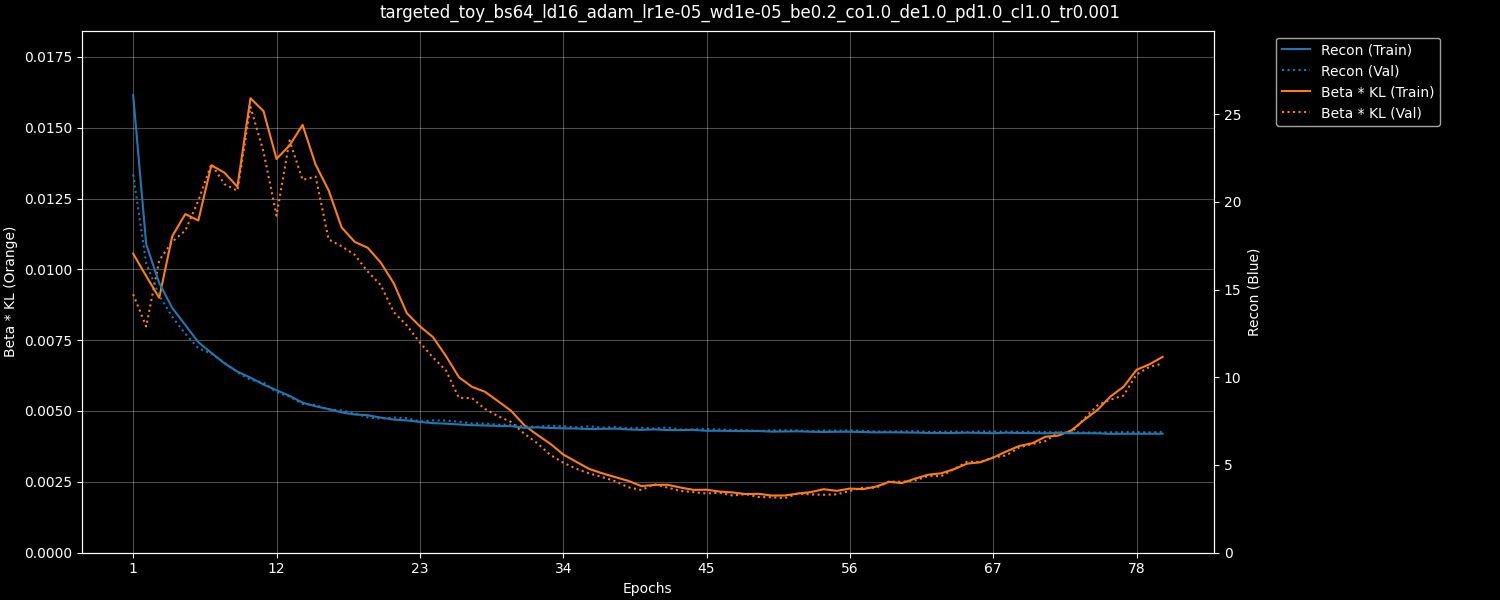 targeted_toy_bs64_ld16_adam_lr1e-05_wd1e-05_be0.2_co1.0_de1.0_pd1.0_cl1.0_tr0.001
Recon (Train)
Recon (Val)
Beta * KL (Train)
Beta * KL (Val)
Beta * KL (Orange)
0.0175
0.0150
0.0125
0.0100
0.0075
0.0050
0.0025
0.0000
25
20
15
10
5
0
Recon (Blue)
1
12
23
34
45
56
67
78
Epochs